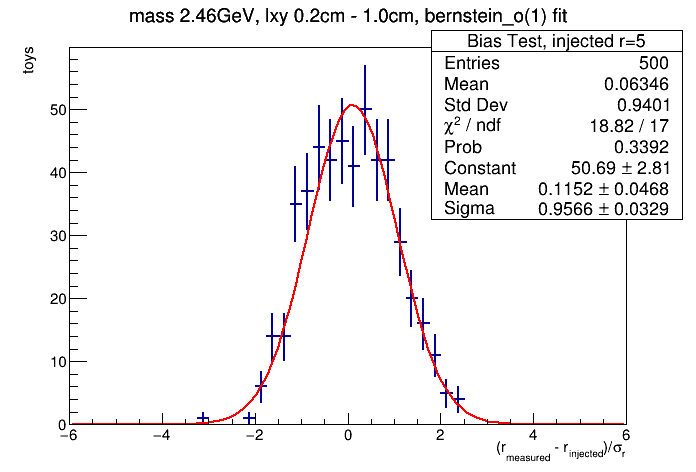 mass 2.46GeV, lxy 0.2cm - 1.0cm, bernstein_o(1) fit
toys
Bias Test, injected r=5
Entries 500
Mean 0.06346
Std Dev 0.9401
χ² / ndf 18.82 / 17
Prob 0.3392
Constant 50.69 ± 2.81
Mean 0.1152 ± 0.0468
Sigma 0.9566 ± 0.0329
50
40
30
20
10
0
−6 −4 −2 0 2 4 6
(r_measured - r_injected)/σ_r